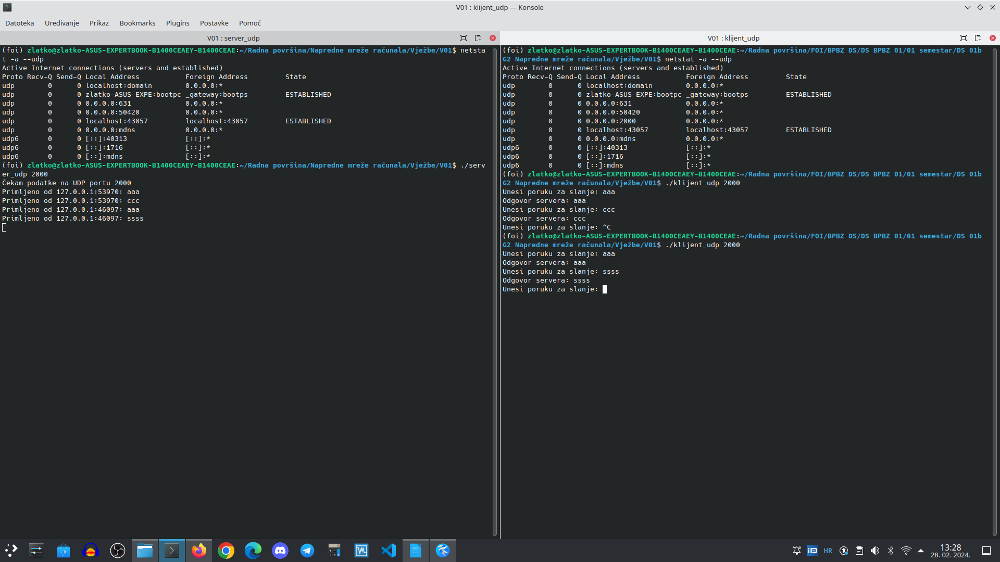 V01 : klijent_udp — Konsole
Datoteka Uređivanje Prikaz Bookmarks Plugins Postavke Pomoć
V01 : server_udp
(foi) zlatko@zlatko-ASUS-EXPERTBOOK-B1400CEAEY-B1400CEAE:~/Radna površina/Napredne mreže računala/Vježbe/V01$ netsta
t -a --udp
Active Internet connections (servers and established)
Proto Recv-Q Send-Q Local Address           Foreign Address         State
udp        0      0 localhost:domain        0.0.0.0:*
udp        0      0 zlatko-ASUS-EXPE:bootpc _gateway:bootps         ESTABLISHED
udp        0      0 0.0.0.0:631             0.0.0.0:*
udp        0      0 0.0.0.0:50420           0.0.0.0:*
udp        0      0 localhost:43057         localhost:43057         ESTABLISHED
udp        0      0 0.0.0.0:mdns            0.0.0.0:*
udp6       0      0 [::]:40313              [::]:*
udp6       0      0 [::]:1716               [::]:*
udp6       0      0 [::]:mdns               [::]:*
(foi) zlatko@zlatko-ASUS-EXPERTBOOK-B1400CEAEY-B1400CEAE:~/Radna površina/Napredne mreže računala/Vježbe/V01$ ./serv
er_udp 2000
Čekam podatke na UDP portu 2000
Primljeno od 127.0.0.1:53970: aaa
Primljeno od 127.0.0.1:53970: ccc
Primljeno od 127.0.0.1:46097: aaa
Primljeno od 127.0.0.1:46097: ssss
V01 : klijent_udp
(foi) zlatko@zlatko-ASUS-EXPERTBOOK-B1400CEAEY-B1400CEAE:~/Radna površina/FOI/BPBZ DS/DS BPBZ 01/01 semestar/DS 01b
G2 Napredne mreže računala/Vježbe/V01$ netstat -a --udp
Active Internet connections (servers and established)
Proto Recv-Q Send-Q Local Address           Foreign Address         State
udp        0      0 localhost:domain        0.0.0.0:*
udp        0      0 zlatko-ASUS-EXPE:bootpc _gateway:bootps         ESTABLISHED
udp        0      0 0.0.0.0:631             0.0.0.0:*
udp        0      0 0.0.0.0:50420           0.0.0.0:*
udp        0      0 0.0.0.0:2000            0.0.0.0:*
udp        0      0 localhost:43057         localhost:43057         ESTABLISHED
udp        0      0 0.0.0.0:mdns            0.0.0.0:*
udp6       0      0 [::]:40313              [::]:*
udp6       0      0 [::]:1716               [::]:*
udp6       0      0 [::]:mdns               [::]:*
(foi) zlatko@zlatko-ASUS-EXPERTBOOK-B1400CEAEY-B1400CEAE:~/Radna površina/FOI/BPBZ DS/DS BPBZ 01/01 semestar/DS 01b
G2 Napredne mreže računala/Vježbe/V01$ ./klijent_udp 2000
Unesi poruku za slanje: aaa
Odgovor servera: aaa
Unesi poruku za slanje: ccc
Odgovor servera: ccc
Unesi poruku za slanje: ^C
(foi) zlatko@zlatko-ASUS-EXPERTBOOK-B1400CEAEY-B1400CEAE:~/Radna površina/FOI/BPBZ DS/DS BPBZ 01/01 semestar/DS 01b
G2 Napredne mreže računala/Vježbe/V01$ ./klijent_udp 2000
Unesi poruku za slanje: aaa
Odgovor servera: aaa
Unesi poruku za slanje: ssss
Odgovor servera: ssss
Unesi poruku za slanje:
HR
13:28
28. 02. 2024.